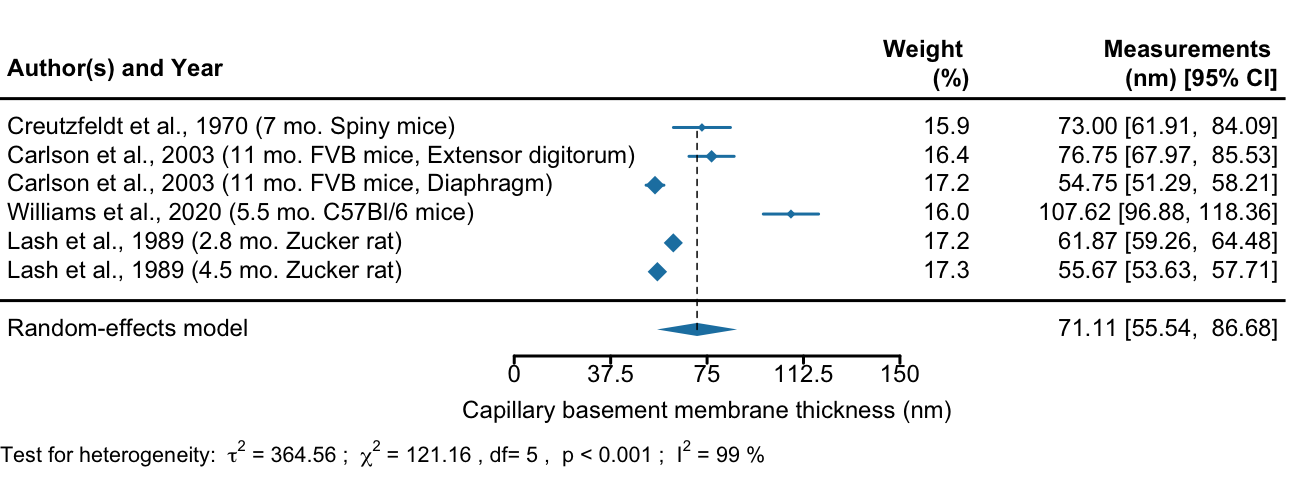 Author(s) and Year Weight (%) Measurements (nm) [95% CI]
Creutzfeldt et al., 1970 (7 mo. Spiny mice) 15.9 73.00 [61.91, 84.09]
Carlson et al., 2003 (11 mo. FVB mice, Extensor digitorum) 16.4 76.75 [67.97, 85.53]
Carlson et al., 2003 (11 mo. FVB mice, Diaphragm) 17.2 54.75 [51.29, 58.21]
Williams et al., 2020 (5.5 mo. C57Bl/6 mice) 16.0 107.62 [96.88, 118.36]
Lash et al., 1989 (2.8 mo. Zucker rat) 17.2 61.87 [59.26, 64.48]
Lash et al., 1989 (4.5 mo. Zucker rat) 17.3 55.67 [53.63, 57.71]
Random-effects model 71.11 [55.54, 86.68]
0 37.5 75 112.5 150
Capillary basement membrane thickness (nm)
Test for heterogeneity: τ² = 364.56 ; χ² = 121.16 , df= 5 , p < 0.001 ; I² = 99 %